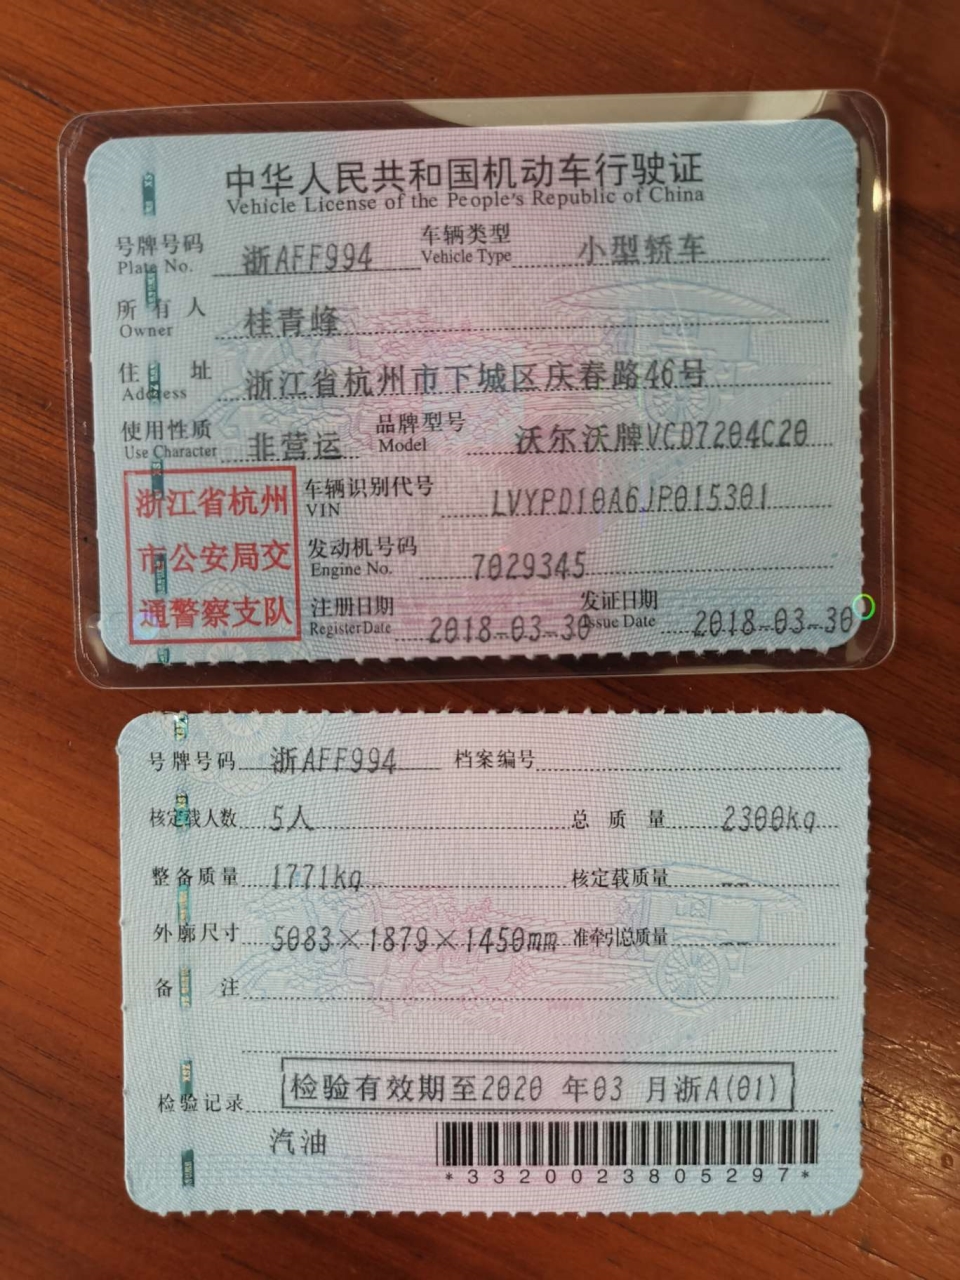 中华人民共和国机动车行驶证
Vehicle License of the People's Republic of China
号牌号码 浙AFF994 车辆类型 小型轿车
Plate No. Vehicle Type
所有人 桂青峰
Owner
住址 浙江省杭州市下城区庆春路46号
Address
使用性质 非营运 品牌型号 沃尔沃牌VCD7204C20
Use Character Model
浙江省杭州
市公安局交
通警察支队
车辆识别代号 LVYPD10A6JP015301
VIN
发动机号码 7029345
Engine No.
注册日期 2018-03-30 发证日期 2018-03-30
Register Date Issue Date
号牌号码 浙AFF994 档案编号
核定载人数 5人 总质量 2300kg
整备质量 1771kg 核定载质量 --
外廓尺寸 5083×1879×1450mm 准牵引总质量 --
备注
检验记录 检验有效期至2020 年03 月浙A(01)
汽油
*3320023805297*